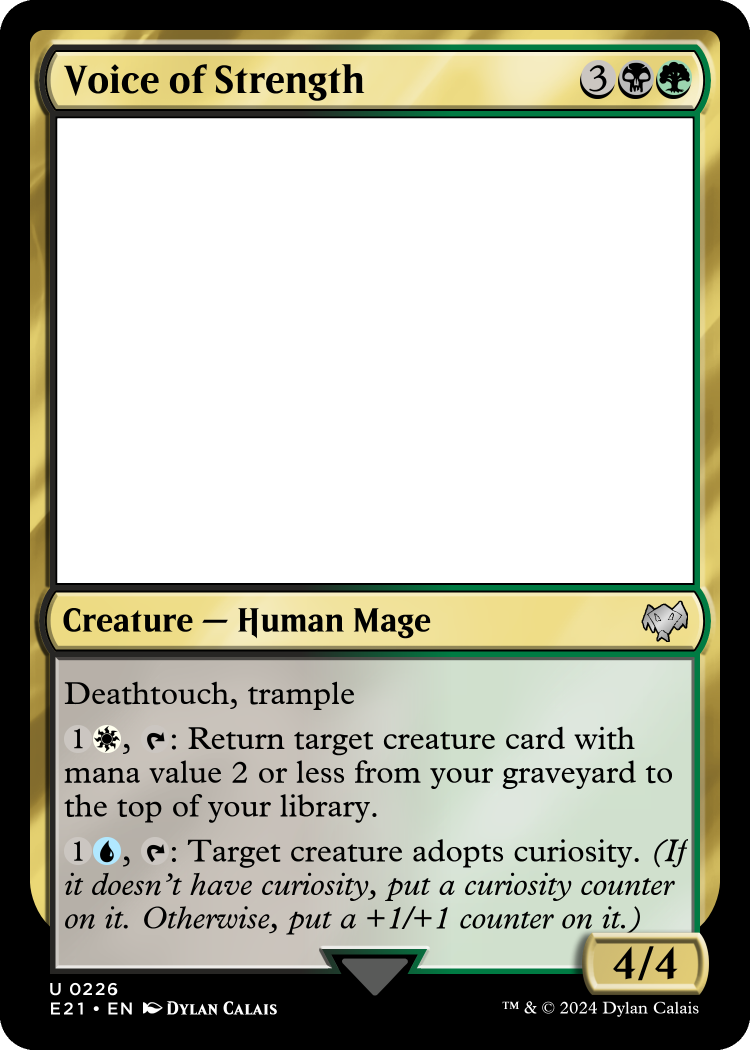 Voice of Strength 3
Creature — Human Mage
Deathtouch, trample
1, : Return target creature card with
mana value 2 or less from your graveyard to
the top of your library.
1, : Target creature adopts curiosity. (If
it doesn't have curiosity, put a curiosity counter
on it. Otherwise, put a +1/+1 counter on it.)
4/4
U 0226
E21 • EN Dylan Calais
™ & © 2024 Dylan Calais